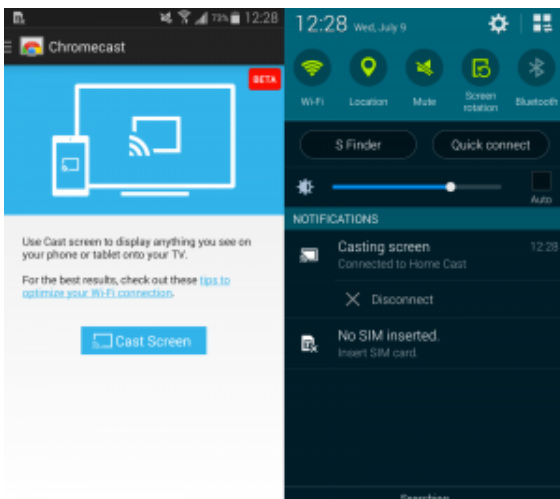 73% 12:28
Chromecast
BETA
Use Cast screen to display anything you see on
your phone or tablet onto your TV.
For the best results, check out these tips to
optimize your Wi-Fi connection.
Cast Screen
12:28 Wed, July 9
Wi-Fi
Location
Mute
Screen
rotation
Bluetooth
S Finder
Quick connect
Auto
NOTIFICATIONS
Casting screen 12:28
Connected to Home Cast
Disconnect
No SIM inserted.
Insert SIM card.